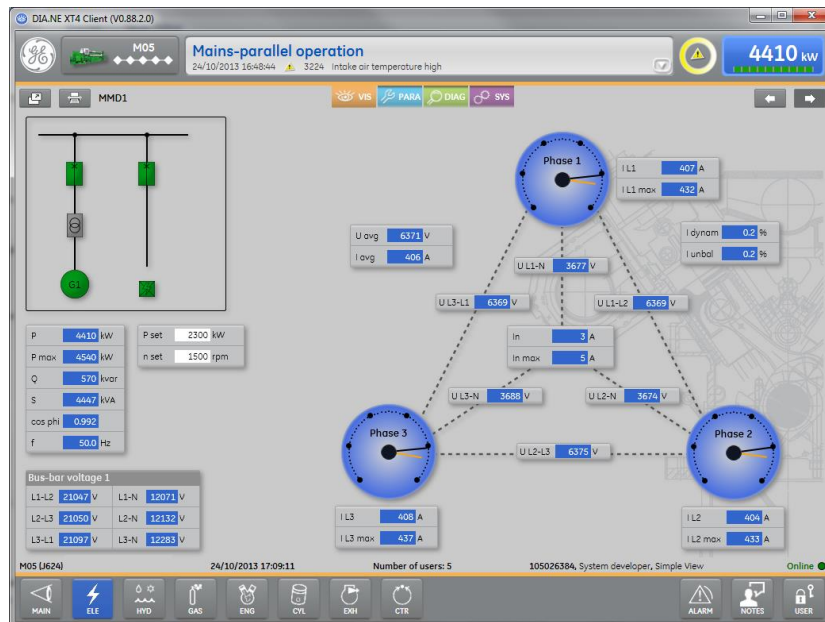 DIA.NE XT4 Client (V0.88.2.0)
M05
Mains-parallel operation
24/10/2013 16:48:44 3224 Intake air temperature high
4410 kW
MMD1
VIS PARA DIAG SYS
Phase 1
I L1 407 A
I L1 max 432 A
U avg 6371 V
I avg 406 A
I dynam 0.2 %
I unbal 0.2 %
U L1-N 3677 V
G1
U L3-L1 6369 V
U L1-L2 6369 V
In 3 A
In max 5 A
P 4410 kW
P max 4540 kW
Q 570 kvar
S 4447 kVA
cos phi 0.992
f 50.0 Hz
P set 2300 kW
n set 1500 rpm
U L3-N 3688 V
U L2-N 3674 V
Phase 3
Phase 2
U L2-L3 6375 V
Bus-bar voltage 1
L1-L2 21047 V L1-N 12071 V
L2-L3 21050 V L2-N 12132 V
L3-L1 21097 V L3-N 12283 V
I L3 408 A
I L3 max 437 A
I L2 404 A
I L2 max 433 A
M05 (J624) 24/10/2013 17:09:11 Number of users: 5 105026384, System developer, Simple View Online
MAIN ELE HYD GAS ENG CYL EXH CTR ALARM NOTES USER